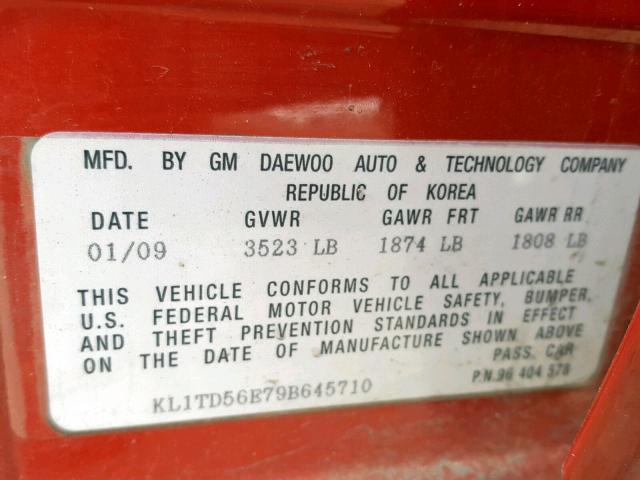 MFD. BY GM DAEWOO AUTO & TECHNOLOGY COMPANY
REPUBLIC OF KOREA
DATE GVWR GAWR FRT GAWR RR
01/09 3523 LB 1874 LB 1808 LB
THIS VEHICLE CONFORMS TO ALL APPLICABLE
U.S. FEDERAL MOTOR VEHICLE SAFETY, BUMPER,
AND THEFT PREVENTION STANDARDS IN EFFECT
ON THE DATE OF MANUFACTURE SHOWN ABOVE
PASS. CAR
KL1TD56E79B645710
P.N.96 404 578